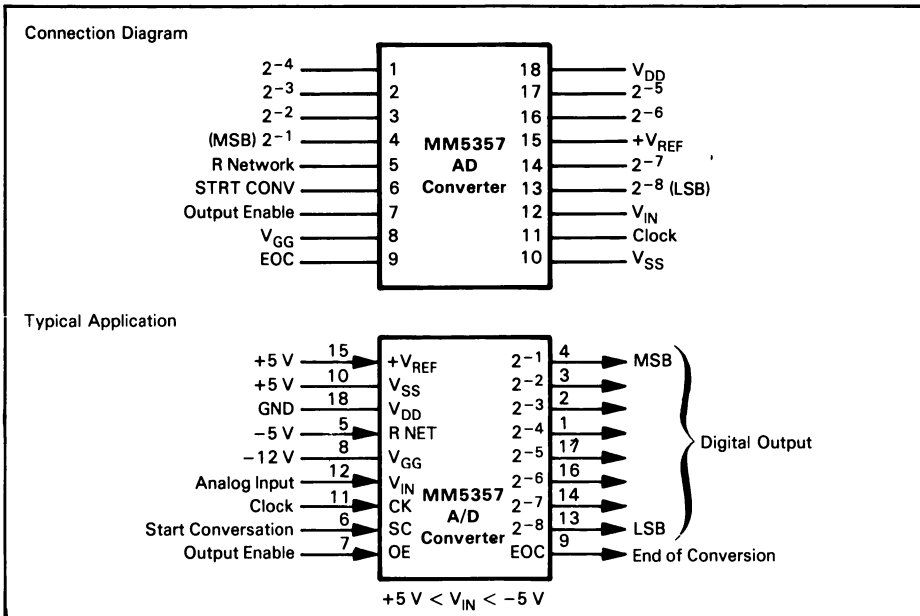 Connection Diagram
2⁻⁴ 1 18 V_DD
2⁻³ 2 17 2⁻⁵
2⁻² 3 16 2⁻⁶
(MSB) 2⁻¹ 4 MM5357 15 +V_REF
R Network 5 AD 14 2⁻⁷
STRT CONV 6 Converter 13 2⁻⁸ (LSB)
Output Enable 7 12 V_IN
V_GG 8 11 Clock
EOC 9 10 V_SS
Typical Application
+5 V 15 +V_REF 2⁻¹ 4 MSB
+5 V 10 V_SS 2⁻² 3
GND 18 V_DD 2⁻³ 2
−5 V 5 R NET 2⁻⁴ 1
−12 V 8 V_GG 2⁻⁵ 17 Digital Output
Analog Input 12 V_IN 2⁻⁶ 16
Clock 11 CK MM5357 2⁻⁷ 14
Start Conversation 6 SC A/D 2⁻⁸ 13 LSB
Output Enable 7 OE Converter EOC 9 End of Conversion
+5 V < V_IN < −5 V